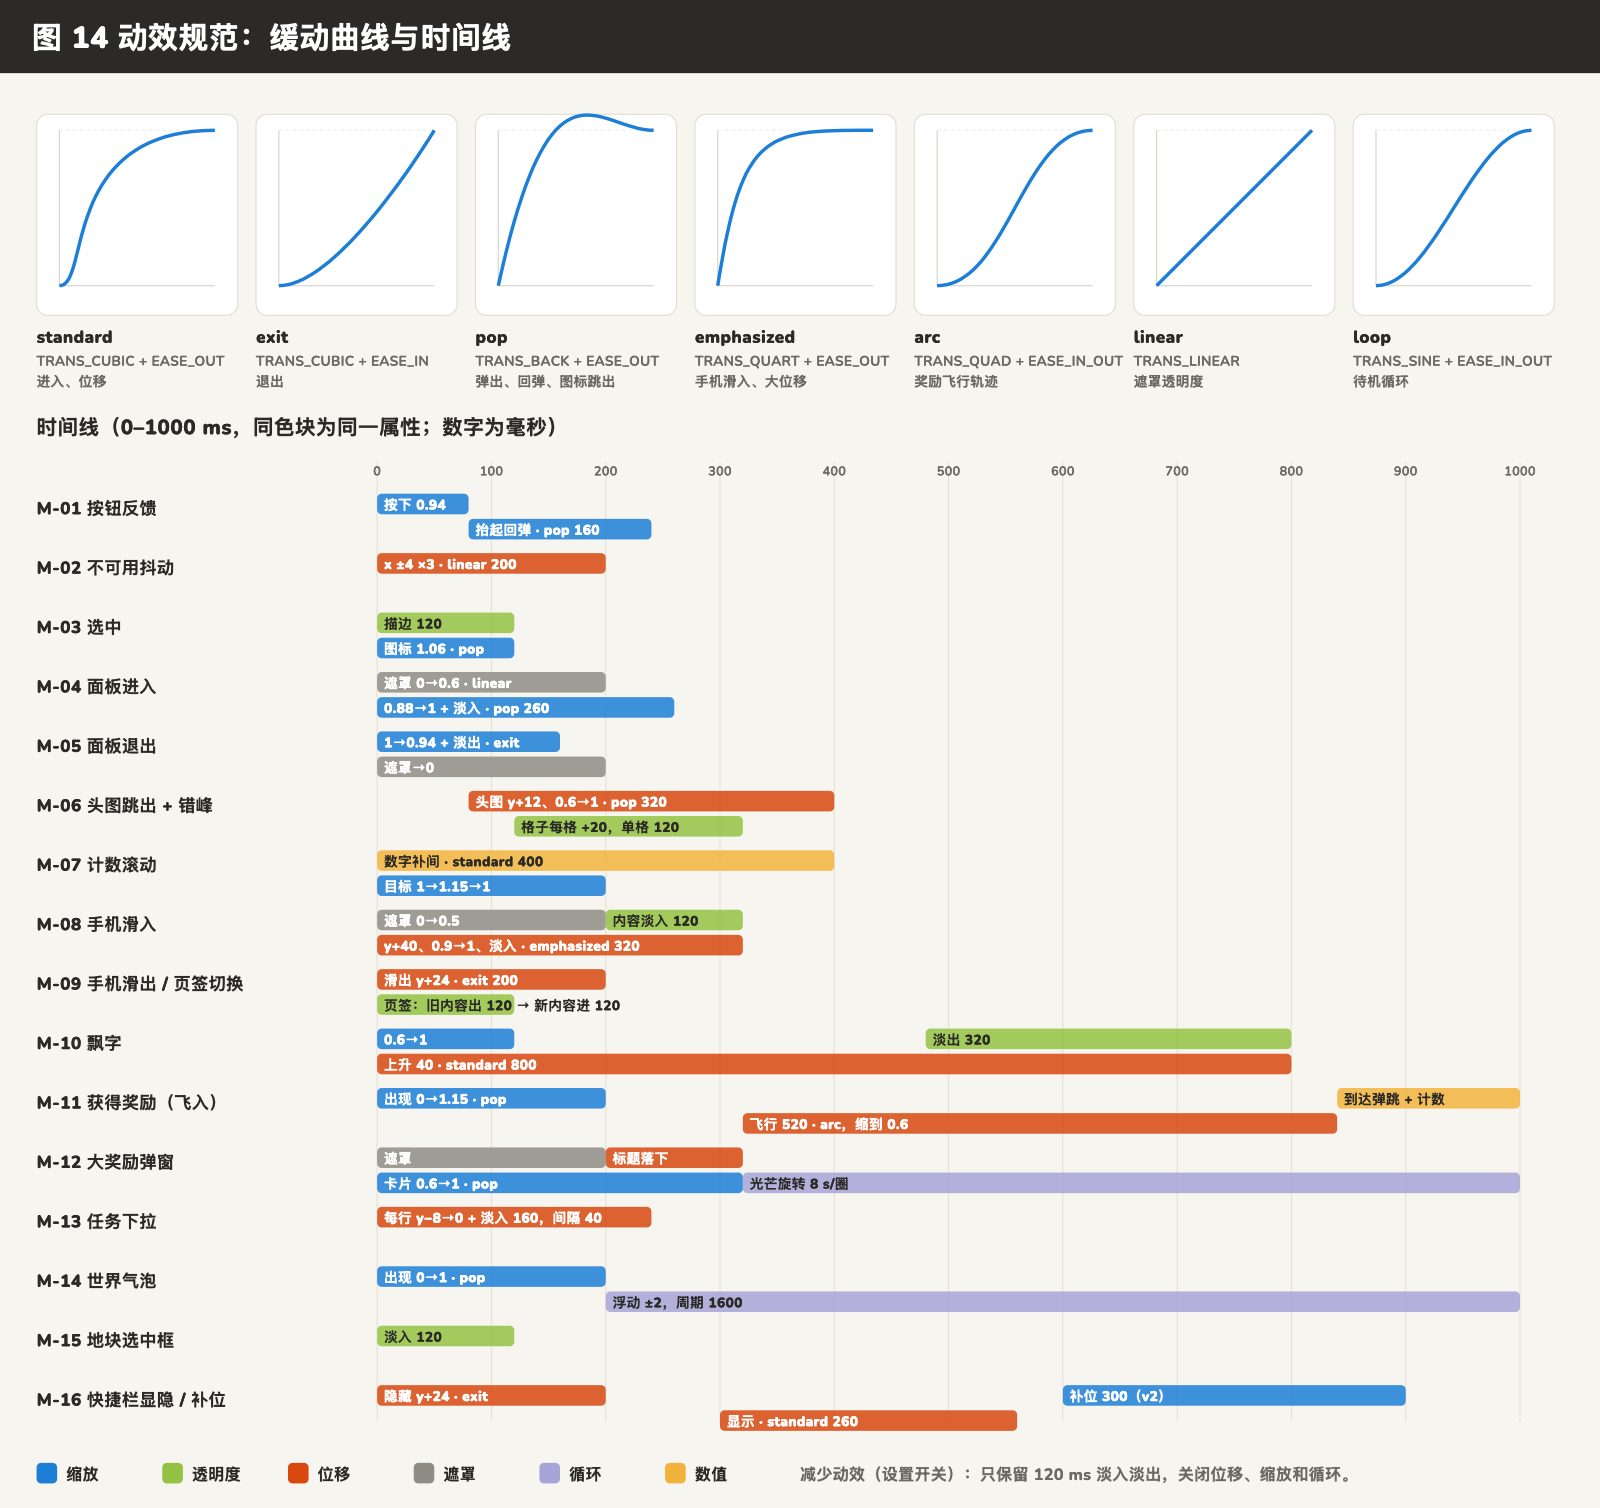 图 14 动效规范：缓动曲线与时间线
standard
TRANS_CUBIC + EASE_OUT
进入、位移
exit
TRANS_CUBIC + EASE_IN
退出
pop
TRANS_BACK + EASE_OUT
弹出、回弹、图标跳出
emphasized
TRANS_QUART + EASE_OUT
手机滑入、大位移
arc
TRANS_QUAD + EASE_IN_OUT
奖励飞行轨迹
linear
TRANS_LINEAR
遮罩透明度
loop
TRANS_SINE + EASE_IN_OUT
待机循环
时间线（0–1000 ms，同色块为同一属性；数字为毫秒）
0 100 200 300 400 500 600 700 800 900 1000
M-01 按钮反馈
按下 0.94
抬起回弹 · pop 160
M-02 不可用抖动
x ±4 ×3 · linear 200
M-03 选中
描边 120
图标 1.06 · pop
M-04 面板进入
遮罩 0→0.6 · linear
0.88→1 + 淡入 · pop 260
M-05 面板退出
1→0.94 + 淡出 · exit
遮罩→0
M-06 头图跳出 + 错峰
头图 y+12、0.6→1 · pop 320
格子每格 +20，单格 120
M-07 计数滚动
数字补间 · standard 400
目标 1→1.15→1
M-08 手机滑入
遮罩 0→0.5
内容淡入 120
y+40、0.9→1、淡入 · emphasized 320
M-09 手机滑出 / 页签切换
滑出 y+24 · exit 200
页签：旧内容出 120 → 新内容进 120
M-10 飘字
0.6→1
淡出 320
上升 40 · standard 800
M-11 获得奖励（飞入）
出现 0→1.15 · pop
到达弹跳 + 计数
飞行 520 · arc，缩到 0.6
M-12 大奖励弹窗
遮罩
标题落下
卡片 0.6→1 · pop
光芒旋转 8 s/圈
M-13 任务下拉
每行 y−8→0 + 淡入 160，间隔 40
M-14 世界气泡
出现 0→1 · pop
浮动 ±2，周期 1600
M-15 地块选中框
淡入 120
M-16 快捷栏显隐 / 补位
隐藏 y+24 · exit
补位 300（v2）
显示 · standard 260
缩放 透明度 位移 遮罩 循环 数值
减少动效（设置开关）：只保留 120 ms 淡入淡出，关闭位移、缩放和循环。